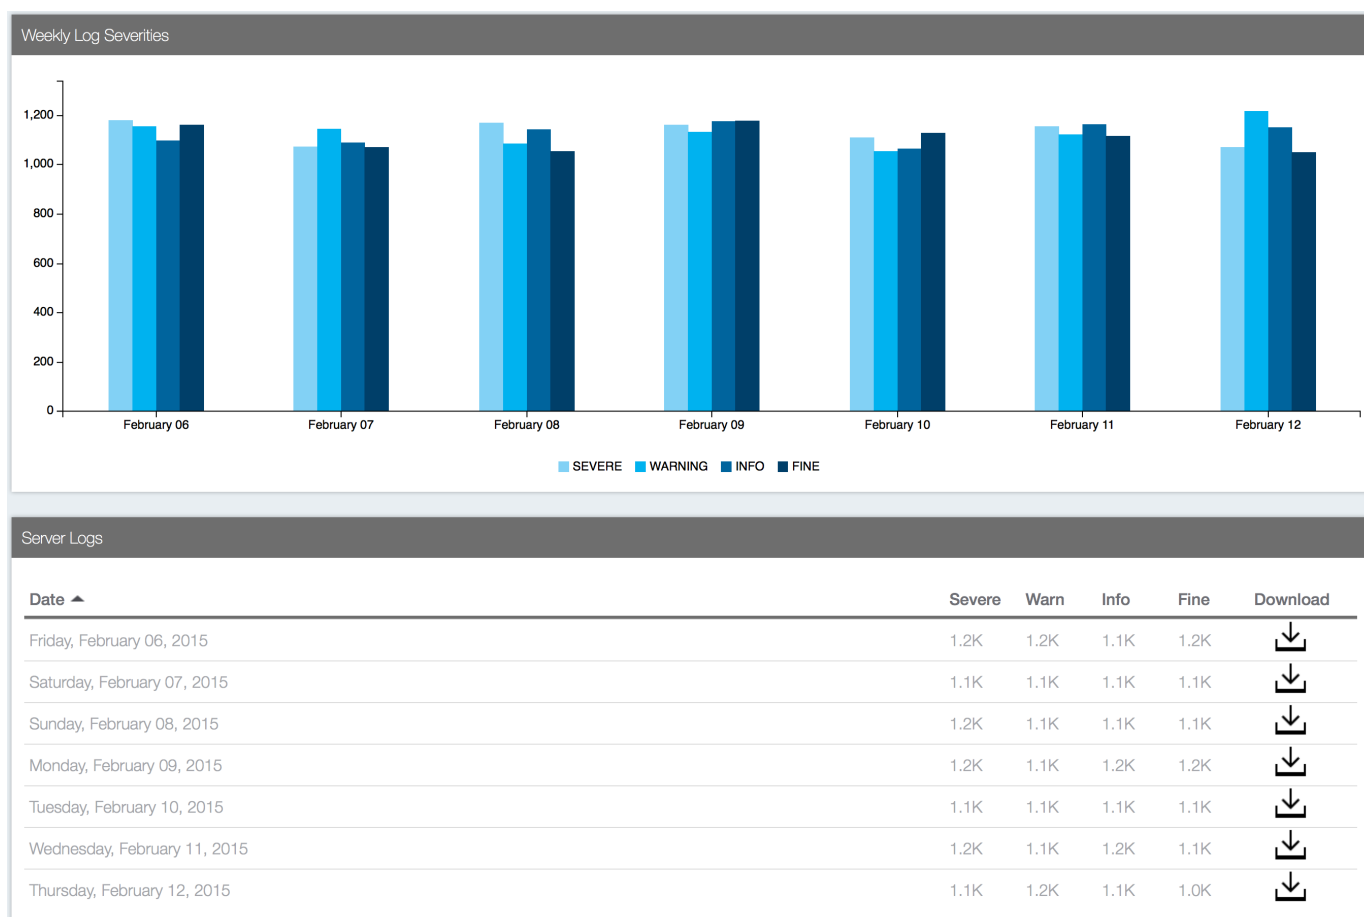 Weekly Log Severities
1,200
1,000
800
600
400
200
0
February 06 February 07 February 08 February 09 February 10 February 11 February 12
SEVERE WARNING INFO FINE
Server Logs
Date Severe Warn Info Fine Download
Friday, February 06, 2015 1.2K 1.2K 1.1K 1.2K
Saturday, February 07, 2015 1.1K 1.1K 1.1K 1.1K
Sunday, February 08, 2015 1.2K 1.1K 1.1K 1.1K
Monday, February 09, 2015 1.2K 1.1K 1.2K 1.2K
Tuesday, February 10, 2015 1.1K 1.1K 1.1K 1.1K
Wednesday, February 11, 2015 1.2K 1.1K 1.2K 1.1K
Thursday, February 12, 2015 1.1K 1.2K 1.1K 1.0K